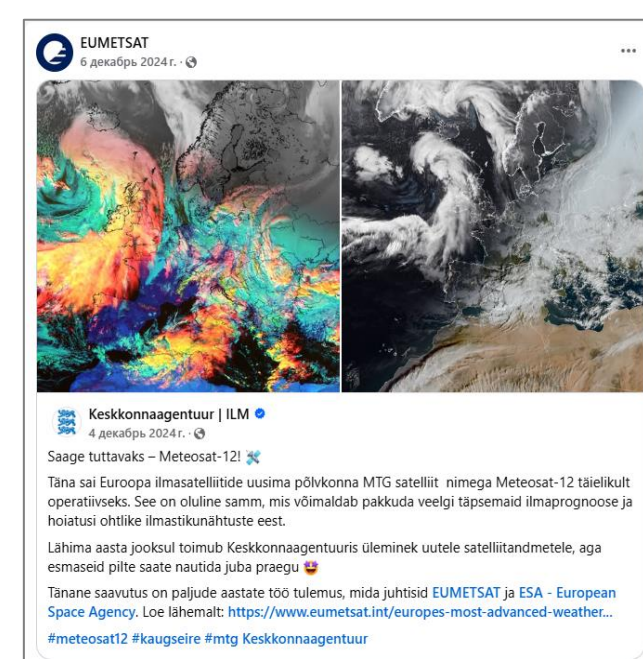 EUMETSAT
6 декабрь 2024 г.
Keskkonnaagentuur | ILM
4 декабрь 2024 г.
Saage tuttavaks – Meteosat-12! 🛰️
Täna sai Euroopa ilmasatelliitide uusima põlvkonna MTG satelliit nimega Meteosat-12 täielikult
operatiivseks. See on oluline samm, mis võimaldab pakkuda veelgi täpsemaid ilmaprognoose ja
hoiatusi ohtlike ilmastikunähtuste eest.
Lähima aasta jooksul toimub Keskkonnaagentuuris üleminek uutele satelliitandmetele, aga
esmaseid pilte saate nautida juba praegu 🤩
Tänane saavutus on paljude aastate töö tulemus, mida juhtisid EUMETSAT ja ESA - European
Space Agency. Loe lähemalt: https://www.eumetsat.int/europes-most-advanced-weather...
#meteosat12 #kaugseire #mtg Keskkonnaagentuur